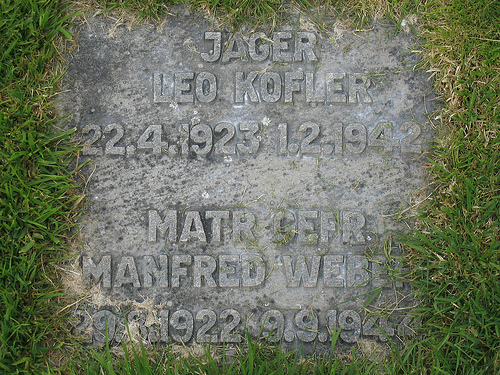 JAGER
LEO KOFLER
22.4.1923 1.2.1942
MATR GEFR.
MANFRED WEBER
20.8.1922